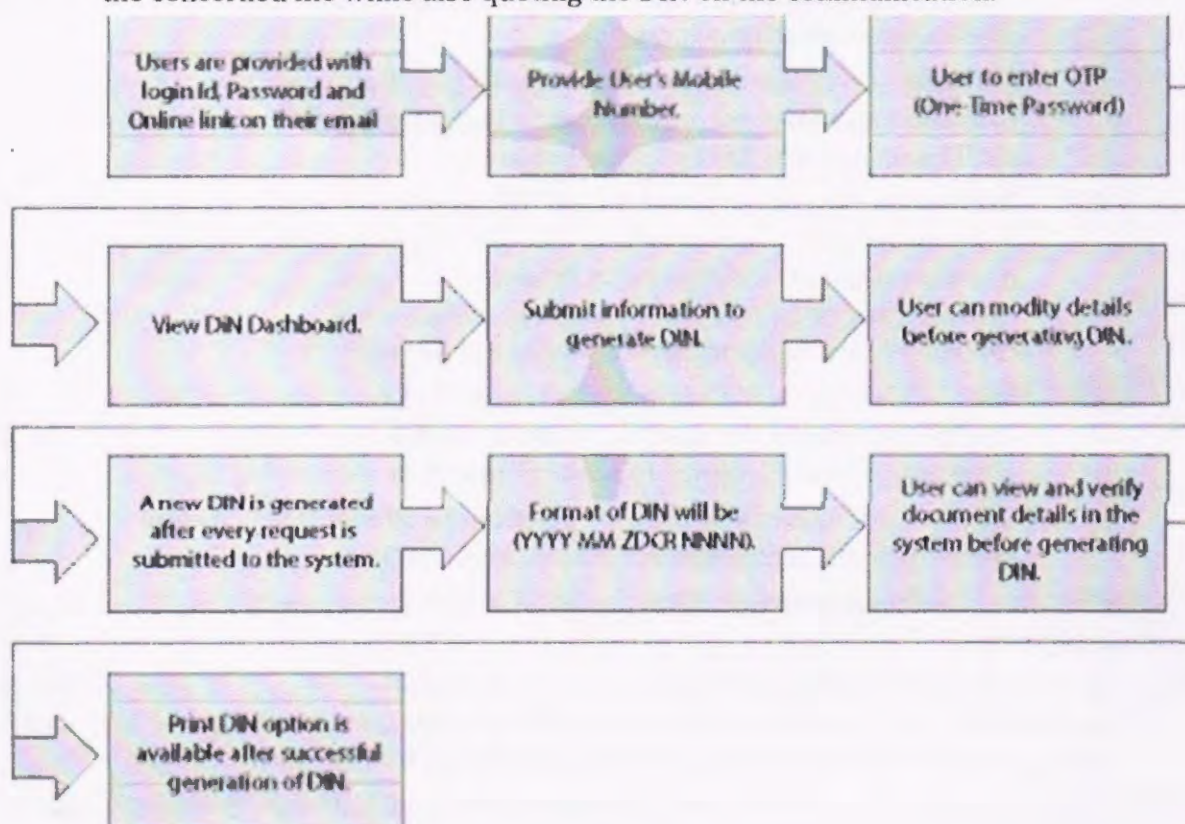 Users are provided with
login Id, Password and
Online link on their email
Provide User's Mobile
Number.
User to enter OTP
(One-Time Password)
View DiN Dashboard.
Submit information to
generate DIN.
User can modity details
before generating DIN.
A new DIN is generated
after every request is
submitted to the system.
Format of DIN will be
(YYYY MM ZDCR NNNN).
User can view and verify
document details in the
system before generating
DIN.
Print DIN option is
available after successful
generation of DIN.